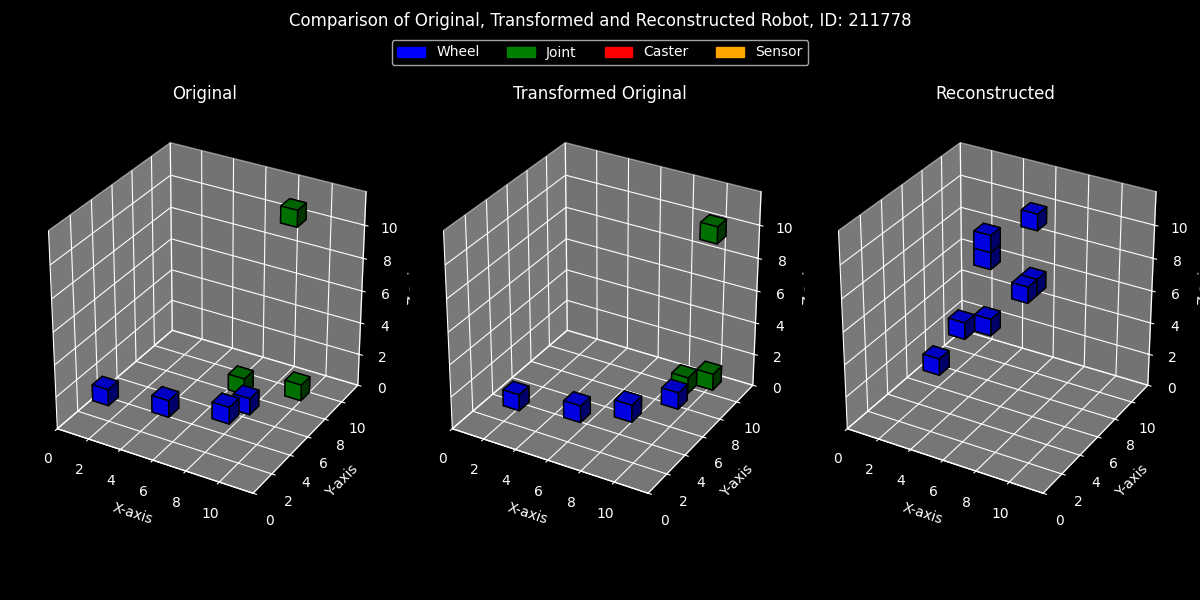 Comparison of Original, Transformed and Reconstructed Robot, ID: 211778
Wheel Joint Caster Sensor
Original Transformed Original Reconstructed
10 10 10
8 8 8
6 6 6
4 4 4
2 2 2
0 0 0
10 10 10
8 8 8
6 6 6
4 4 4
2 2 2
0 0 0
0 2 4 6 8 10 0 2 4 6 8 10 0 2 4 6 8 10
X-axis Y-axis X-axis Y-axis X-axis Y-axis